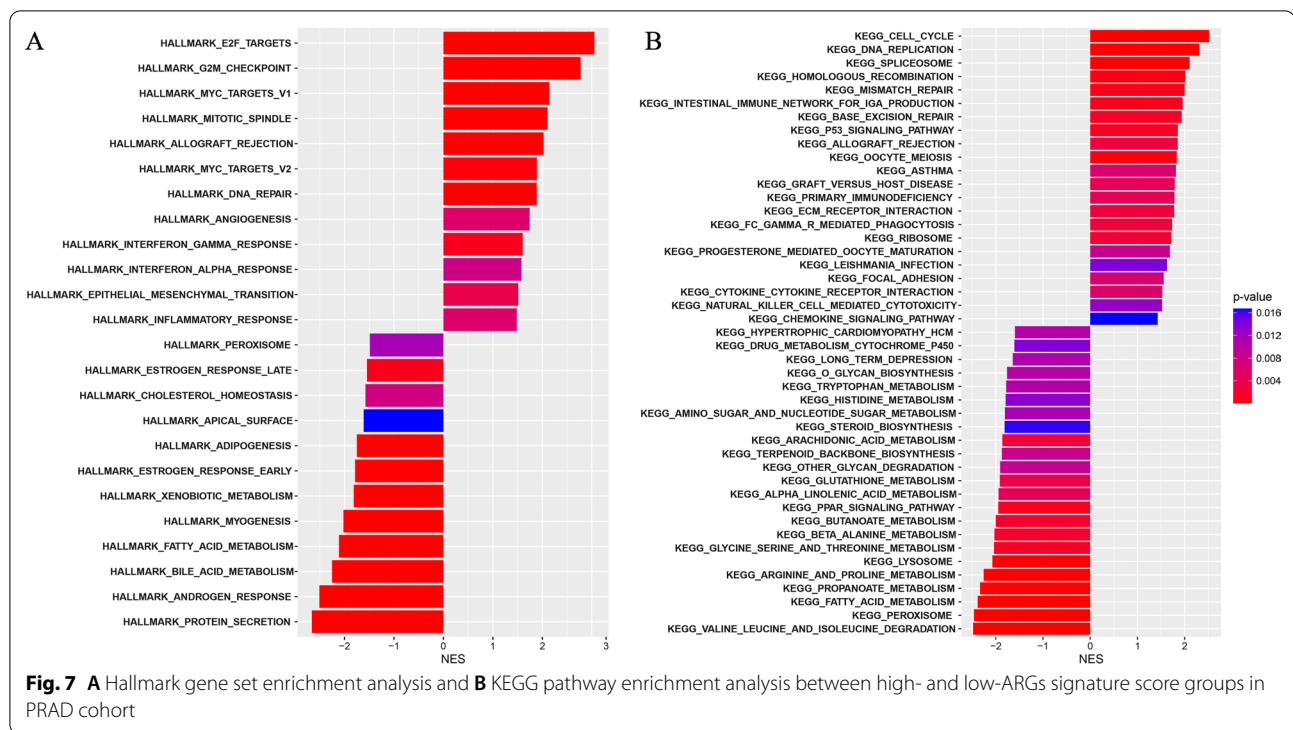 A
HALLMARK_E2F_TARGETS
HALLMARK_G2M_CHECKPOINT
HALLMARK_MYC_TARGETS_V1
HALLMARK_MITOTIC_SPINDLE
HALLMARK_ALLOGRAFT_REJECTION
HALLMARK_MYC_TARGETS_V2
HALLMARK_DNA_REPAIR
HALLMARK_ANGIOGENESIS
HALLMARK_INTERFERON_GAMMA_RESPONSE
HALLMARK_INTERFERON_ALPHA_RESPONSE
HALLMARK_EPITHELIAL_MESENCHYMAL_TRANSITION
HALLMARK_INFLAMMATORY_RESPONSE
HALLMARK_PEROXISOME
HALLMARK_ESTROGEN_RESPONSE_LATE
HALLMARK_CHOLESTEROL_HOMEOSTASIS
HALLMARK_APICAL_SURFACE
HALLMARK_ADIPOGENESIS
HALLMARK_ESTROGEN_RESPONSE_EARLY
HALLMARK_XENOBIOTIC_METABOLISM
HALLMARK_MYOGENESIS
HALLMARK_FATTY_ACID_METABOLISM
HALLMARK_BILE_ACID_METABOLISM
HALLMARK_ANDROGEN_RESPONSE
HALLMARK_PROTEIN_SECRETION
−2 −1 0 1 2 3
NES
B
KEGG_CELL_CYCLE
KEGG_DNA_REPLICATION
KEGG_SPLICEOSOME
KEGG_HOMOLOGOUS_RECOMBINATION
KEGG_MISMATCH_REPAIR
KEGG_INTESTINAL_IMMUNE_NETWORK_FOR_IGA_PRODUCTION
KEGG_BASE_EXCISION_REPAIR
KEGG_P53_SIGNALING_PATHWAY
KEGG_ALLOGRAFT_REJECTION
KEGG_OOCYTE_MEIOSIS
KEGG_ASTHMA
KEGG_GRAFT_VERSUS_HOST_DISEASE
KEGG_PRIMARY_IMMUNODEFICIENCY
KEGG_ECM_RECEPTOR_INTERACTION
KEGG_FC_GAMMA_R_MEDIATED_PHAGOCYTOSIS
KEGG_RIBOSOME
KEGG_PROGESTERONE_MEDIATED_OOCYTE_MATURATION
KEGG_LEISHMANIA_INFECTION
KEGG_FOCAL_ADHESION
KEGG_CYTOKINE_CYTOKINE_RECEPTOR_INTERACTION
KEGG_NATURAL_KILLER_CELL_MEDIATED_CYTOTOXICITY
KEGG_CHEMOKINE_SIGNALING_PATHWAY
KEGG_HYPERTROPHIC_CARDIOMYOPATHY_HCM
KEGG_DRUG_METABOLISM_CYTOCHROME_P450
KEGG_LONG_TERM_DEPRESSION
KEGG_O_GLYCAN_BIOSYNTHESIS
KEGG_TRYPTOPHAN_METABOLISM
KEGG_HISTIDINE_METABOLISM
KEGG_AMINO_SUGAR_AND_NUCLEOTIDE_SUGAR_METABOLISM
KEGG_STEROID_BIOSYNTHESIS
KEGG_ARACHIDONIC_ACID_METABOLISM
KEGG_TERPENOID_BACKBONE_BIOSYNTHESIS
KEGG_OTHER_GLYCAN_DEGRADATION
KEGG_GLUTATHIONE_METABOLISM
KEGG_ALPHA_LINOLENIC_ACID_METABOLISM
KEGG_PPAR_SIGNALING_PATHWAY
KEGG_BUTANOATE_METABOLISM
KEGG_BETA_ALANINE_METABOLISM
KEGG_GLYCINE_SERINE_AND_THREONINE_METABOLISM
KEGG_LYSOSOME
KEGG_ARGININE_AND_PROLINE_METABOLISM
KEGG_PROPANOATE_METABOLISM
KEGG_FATTY_ACID_METABOLISM
KEGG_PEROXISOME
KEGG_VALINE_LEUCINE_AND_ISOLEUCINE_DEGRADATION
−2 −1 0 1 2
NES
p-value
0.016
0.012
0.008
0.004
Fig. 7 A Hallmark gene set enrichment analysis and B KEGG pathway enrichment analysis between high- and low-ARGs signature score groups in
PRAD cohort